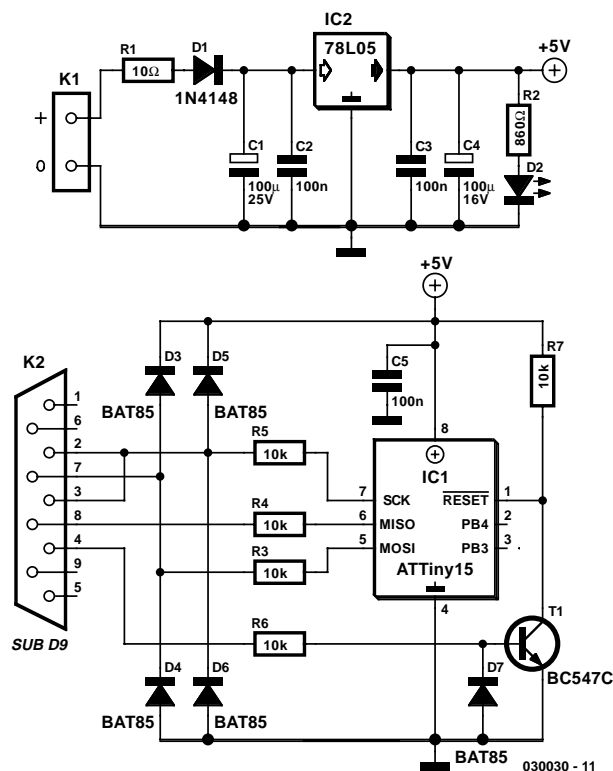 IC2
78L05
+5V
K1
R1
10Ω
D1
1N4148
+
0
C1
100µ
25V
C2
100n
C3
100n
C4
100µ
16V
R2
860Ω
D2
+5V
K2
1
6
2
7
3
8
4
9
5
SUB D9
D3
BAT85
D5
BAT85
C5
100n
R7
10k
R5
10k
R4
10k
R3
10k
R6
10k
8
IC1
7 SCK
RESET 1
6 MISO
PB4 2
5 MOSI
PB3 3
ATTiny15
4
T1
BC547C
D4
BAT85
D6
BAT85
D7
BAT85
030030 - 11